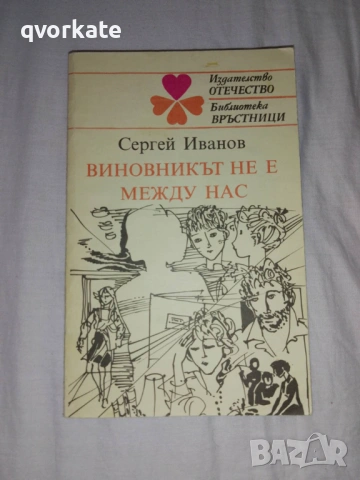 qvorkate
Издателство
ОТЕЧЕСТВО
Библиотека
ВРЪСТНИЦИ
Сергей Иванов
ВИНОВНИКЪТ НЕ Е
МЕЖДУ НАС
BAZAR